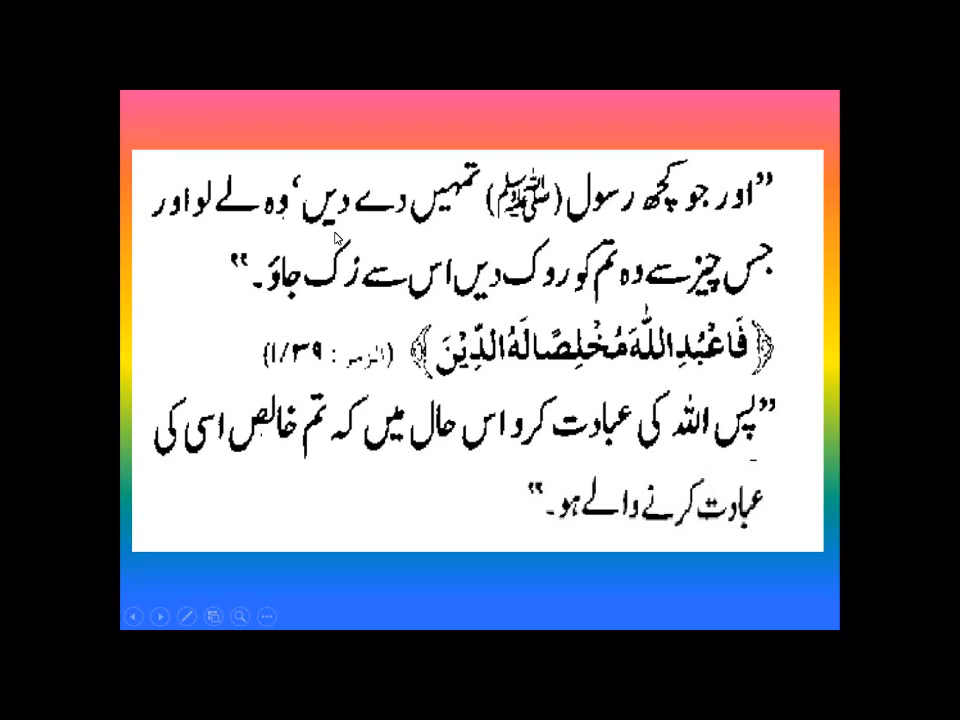 ”اور جو کچھ رسول (ﷺ) تمہیں دے دیں‘ وہ لے لو اور
جس چیز سے وہ تم کو روک دیں اس سے رُک جاؤ۔“
﴿فَاعْبُدِ اللّٰهَ مُخْلِصًا لَهُ الدِّيْنَ﴾ (الزمر: ۱/۳۹)
”پس اللہ کی عبادت کرو اس حال میں کہ تم خالص اسی کی
عبادت کرنے والے ہو۔“